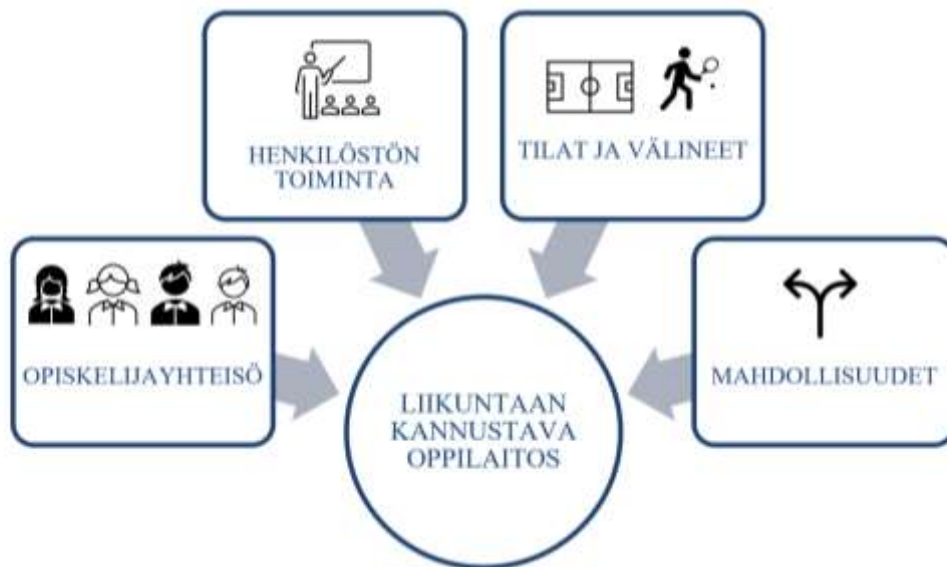 HENKILÖSTÖN
TOIMINTA
TILAT JA VÄLINEET
OPISKELIJAYHTEISÖ
MAHDOLLISUUDET
LIIKUNTAAN
KANNUSTAVA
OPPILAITOS